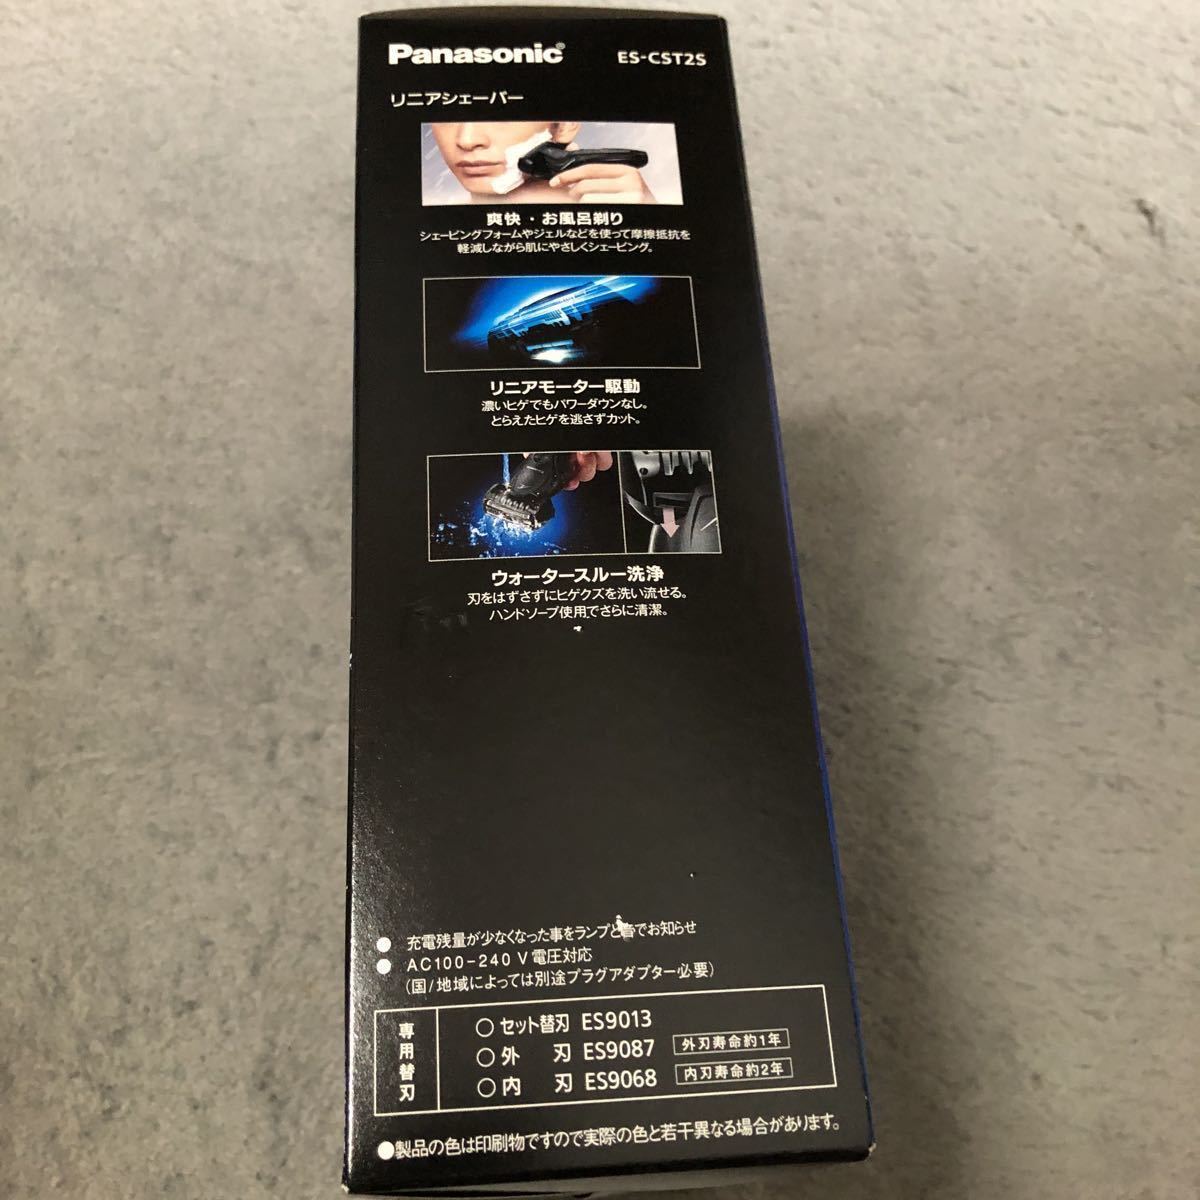 Panasonic® ES-CST2S
リニアシェーバー
爽快・お風呂剃り
シェービングフォームやジェルなどを使って摩擦抵抗を
軽減しながら肌にやさしくシェービング。
リニアモーター駆動
濃いヒゲでもパワーダウンなし。
とらえたヒゲを逃さずカット。
ウォータースルー洗浄
刃をはずさずにヒゲクズを洗い流せる。
ハンドソープ使用でさらに清潔。
● 充電残量が少なくなった事をランプと音でお知らせ
● AC100-240 V電圧対応
(国/地域によっては別途プラグアダプター必要)
専用替刃
○ セット替刃 ES9013
○ 外 刃 ES9087 外刃寿命約1年
○ 内 刃 ES9068 内刃寿命約2年
●製品の色は印刷物ですので実際の色と若干異なる場合があります。